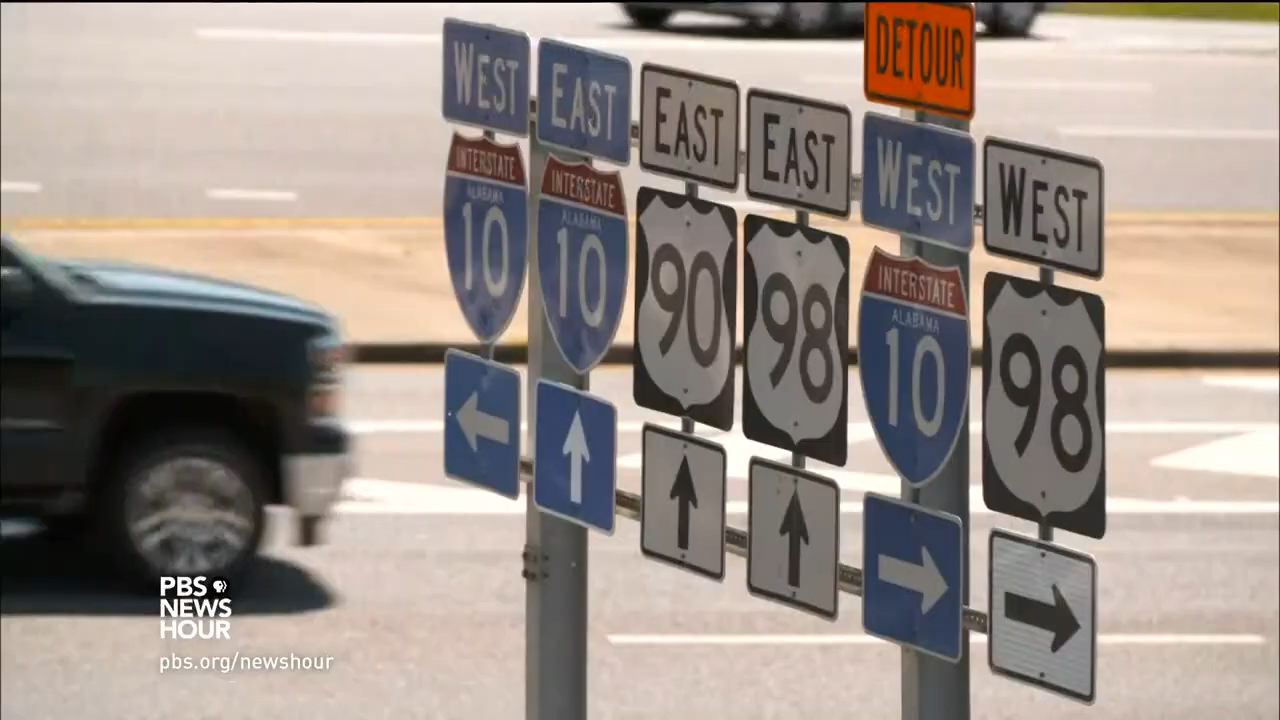 WEST
INTERSTATE
ALABAMA
10
EAST
INTERSTATE
ALABAMA
10
EAST
90
EAST
98
DETOUR
WEST
INTERSTATE
ALABAMA
10
WEST
98
PBS
NEWS
HOUR
pbs.org/newshour